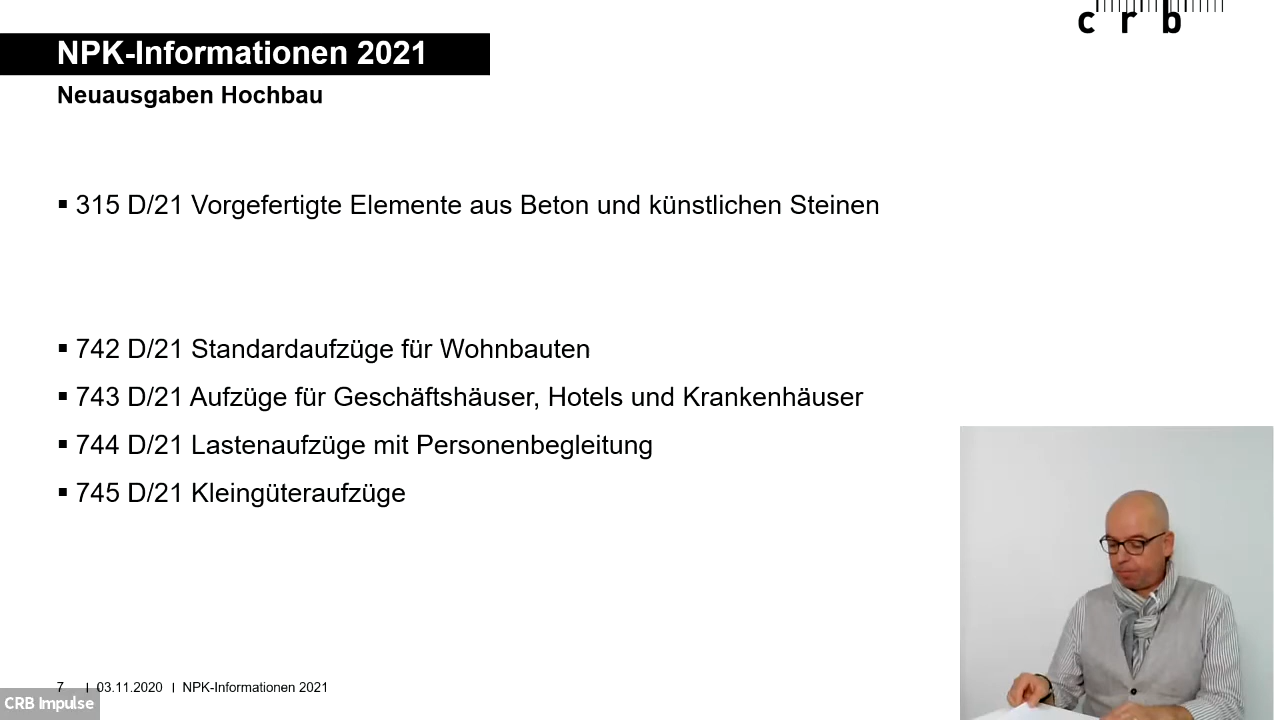 crb
NPK-Informationen 2021
Neuausgaben Hochbau
▪ 315 D/21 Vorgefertigte Elemente aus Beton und künstlichen Steinen
▪ 742 D/21 Standardaufzüge für Wohnbauten
▪ 743 D/21 Aufzüge für Geschäftshäuser, Hotels und Krankenhäuser
▪ 744 D/21 Lastenaufzüge mit Personenbegleitung
▪ 745 D/21 Kleingüteraufzüge
7 | 03.11.2020 | NPK-Informationen 2021
CRB Impulse